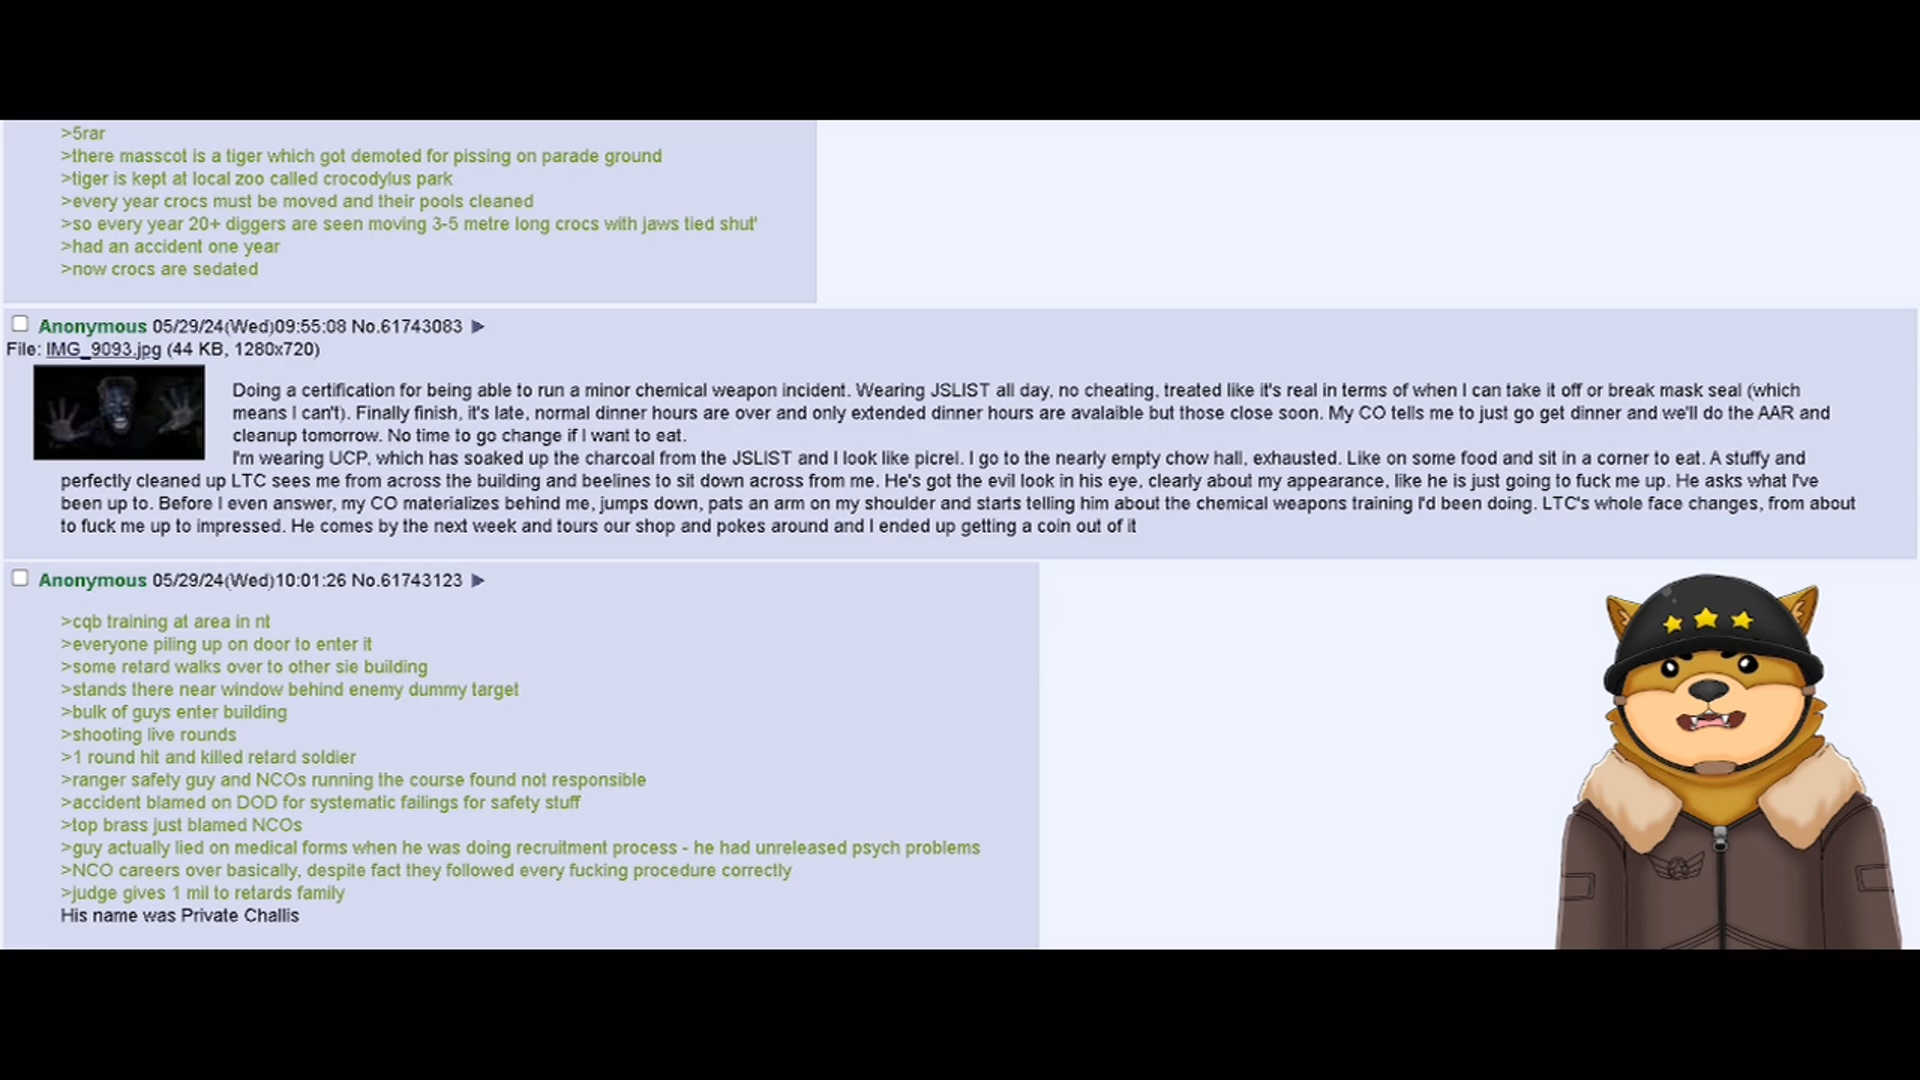 >5rar
>there masscot is a tiger which got demoted for pissing on parade ground
>tiger is kept at local zoo called crocodylus park
>every year crocs must be moved and their pools cleaned
>so every year 20+ diggers are seen moving 3-5 metre long crocs with jaws tied shut'
>had an accident one year
>now crocs are sedated
Anonymous 05/29/24(Wed)09:55:08 No.61743083 ▶
File: IMG_9093.jpg (44 KB, 1280x720)
Doing a certification for being able to run a minor chemical weapon incident. Wearing JSLIST all day, no cheating, treated like it's real in terms of when I can take it off or break mask seal (which
means I can't). Finally finish, it's late, normal dinner hours are over and only extended dinner hours are avalaible but those close soon. My CO tells me to just go get dinner and we'll do the AAR and
cleanup tomorrow. No time to go change if I want to eat.
I'm wearing UCP, which has soaked up the charcoal from the JSLIST and I look like picrel. I go to the nearly empty chow hall, exhausted. Like on some food and sit in a corner to eat. A stuffy and
perfectly cleaned up LTC sees me from across the building and beelines to sit down across from me. He's got the evil look in his eye, clearly about my appearance, like he is just going to fuck me up. He asks what I've
been up to. Before I even answer, my CO materializes behind me, jumps down, pats an arm on my shoulder and starts telling him about the chemical weapons training I'd been doing. LTC's whole face changes, from about
to fuck me up to impressed. He comes by the next week and tours our shop and pokes around and I ended up getting a coin out of it
Anonymous 05/29/24(Wed)10:01:26 No.61743123 ▶
>cqb training at area in nt
>everyone piling up on door to enter it
>some retard walks over to other sie building
>stands there near window behind enemy dummy target
>bulk of guys enter building
>shooting live rounds
>1 round hit and killed retard soldier
>ranger safety guy and NCOs running the course found not responsible
>accident blamed on DOD for systematic failings for safety stuff
>top brass just blamed NCOs
>guy actually lied on medical forms when he was doing recruitment process - he had unreleased psych problems
>NCO careers over basically, despite fact they followed every fucking procedure correctly
>judge gives 1 mil to retards family
His name was Private Challis